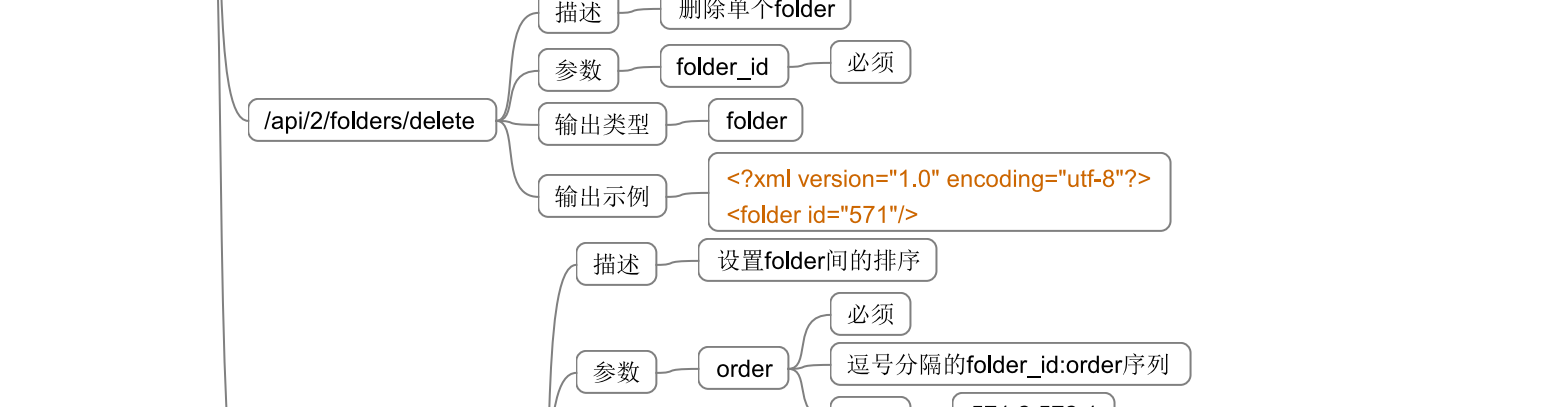 描述
删除单个folder
参数
folder_id
必须
/api/2/folders/delete
输出类型
folder
输出示例
<?xml version="1.0" encoding="utf-8"?>
<folder id="571"/>
描述
设置folder间的排序
参数
order
必须
逗号分隔的folder_id:order序列